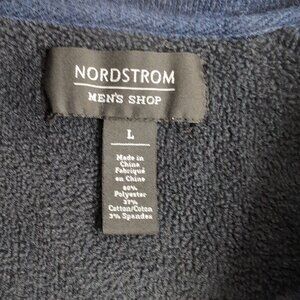 NORDSTROM
MEN'S SHOP
L
Made in
China
Fabriqué
en Chine
60%
Polyester
37%
Cotton/Coton
3% Spandex